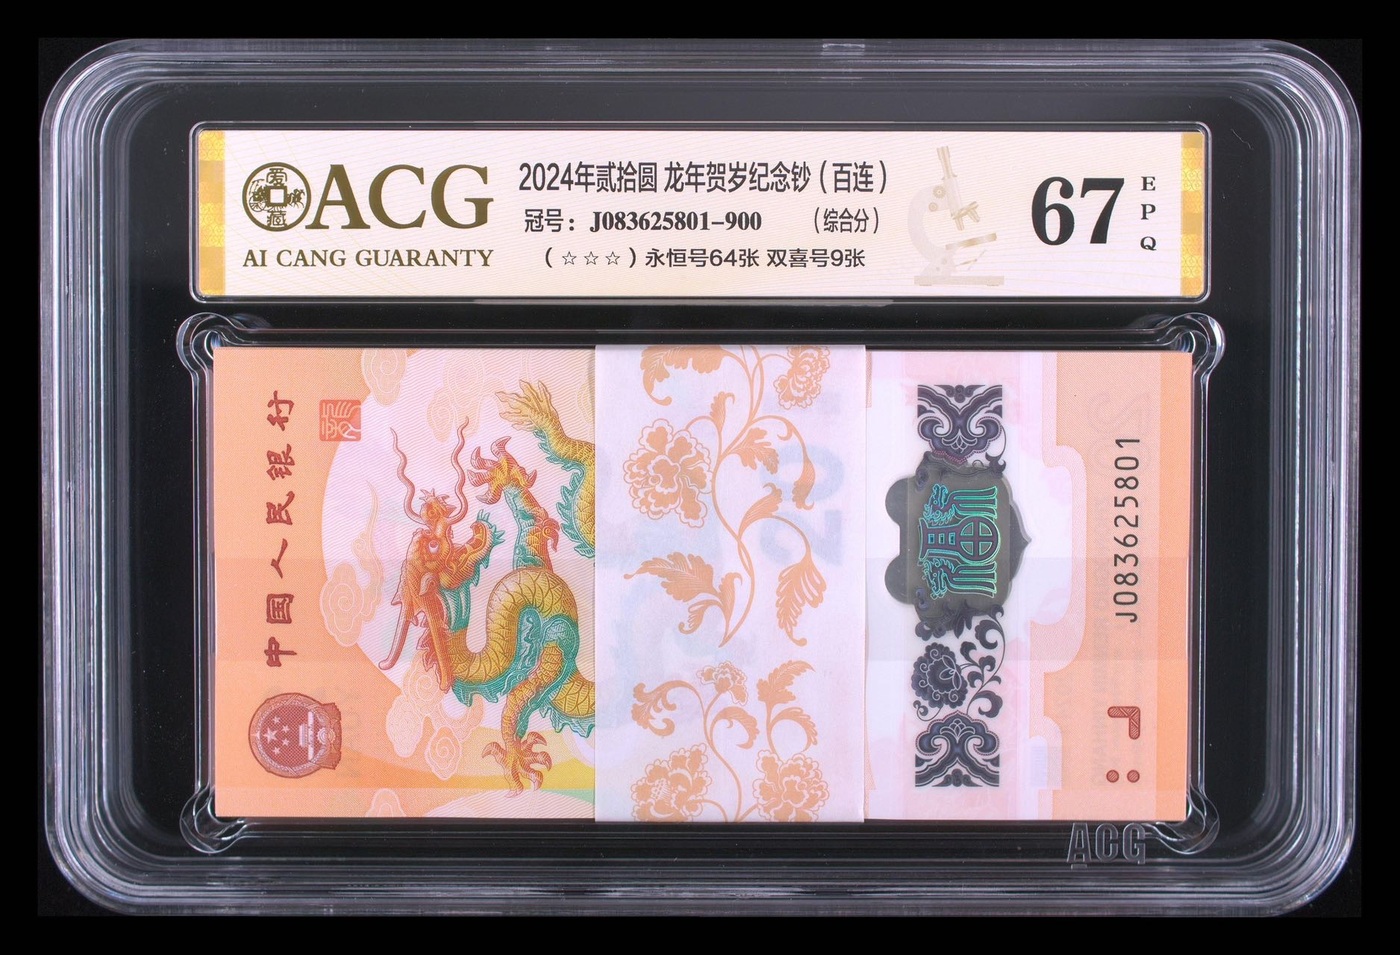 ACG
AI CANG GUARANTY
2024年贰拾圆 龙年贺岁纪念钞（百连）
冠号：J083625801-900 （综合分）
（☆☆☆）永恒号64张 双喜号9张
67
EPQ
中国人民银行
J083625801
ACG